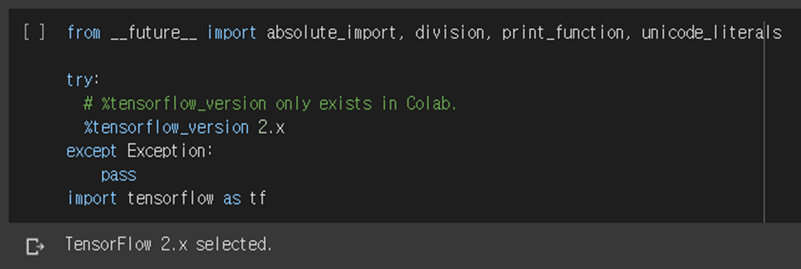 [ ] from __future__ import absolute_import, division, print_function, unicode_literals
try:
# %tensorflow_version only exists in Colab.
%tensorflow_version 2.x
except Exception:
pass
import tensorflow as tf
TensorFlow 2.x selected.